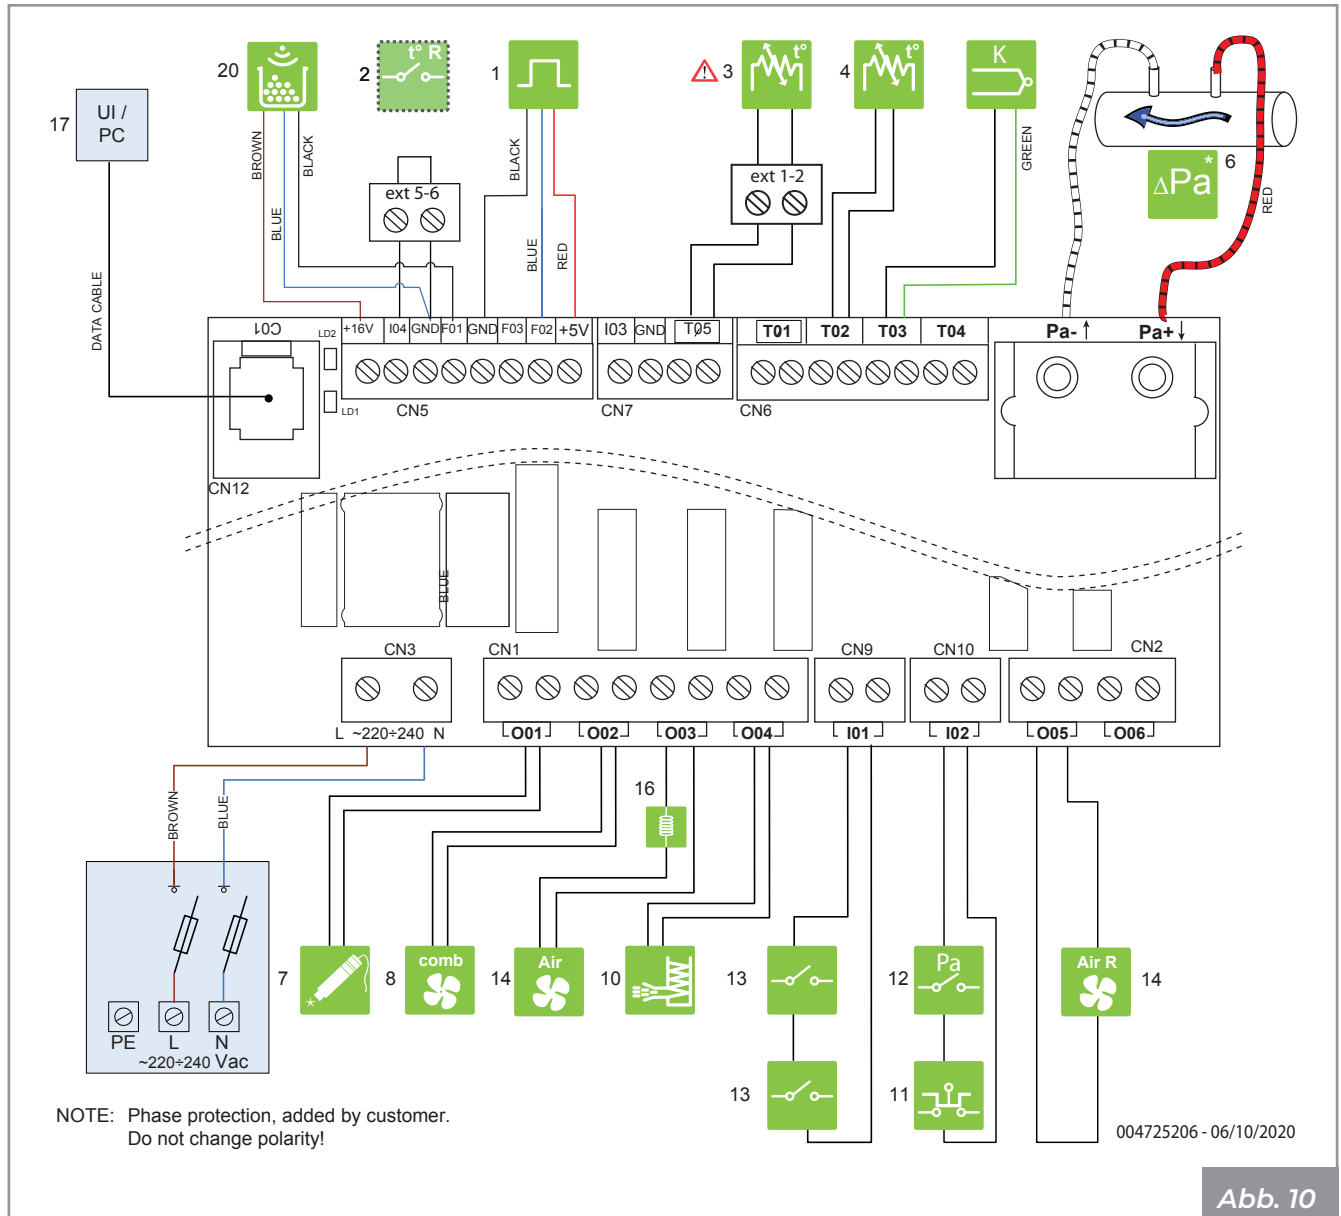 20
2
t° R
1
3
t°
4
t°
K
17
UI /
PC
BROWN
BLUE
BLACK
BLACK
BLUE
RED
GREEN
RED
ΔPa*
6
ext 5-6
ext 1-2
DATA CABLE
C01
LD2
+16V
I04
GND
F01
GND
F03
F02
+5V
I03
GND
T05
T01
T02
T03
T04
Pa-
Pa+
LD1
CN5
CN7
CN6
CN12
BLUE
CN3
CN1
CN9
CN10
CN2
L ~220÷240 N
O01
O02
O03
O04
I01
I02
O05
O06
BROWN
BLUE
16
7
8
comb
14
Air
10
13
12
Pa
Air R
14
13
11
PE
L
N
~220÷240 Vac
NOTE: Phase protection, added by customer.
Do not change polarity!
004725206 - 06/10/2020
Abb. 10